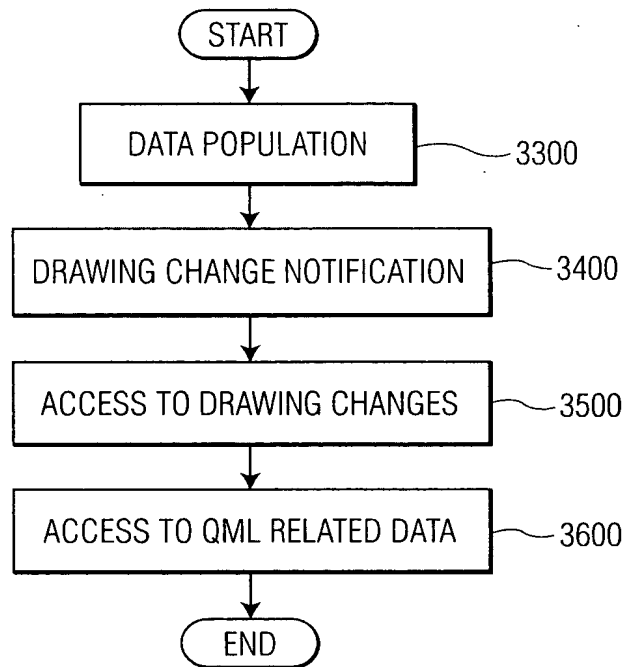 START
DATA POPULATION
3300
DRAWING CHANGE NOTIFICATION
3400
ACCESS TO DRAWING CHANGES
3500
ACCESS TO QML RELATED DATA
3600
END